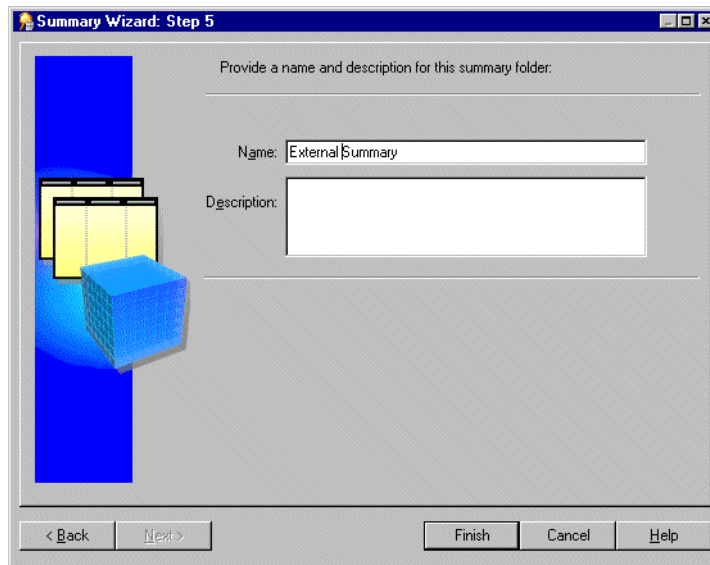 Summary Wizard: Step 5
Provide a name and description for this summary folder:
Name: External Summary
Description:
< Back Next > Finish Cancel Help